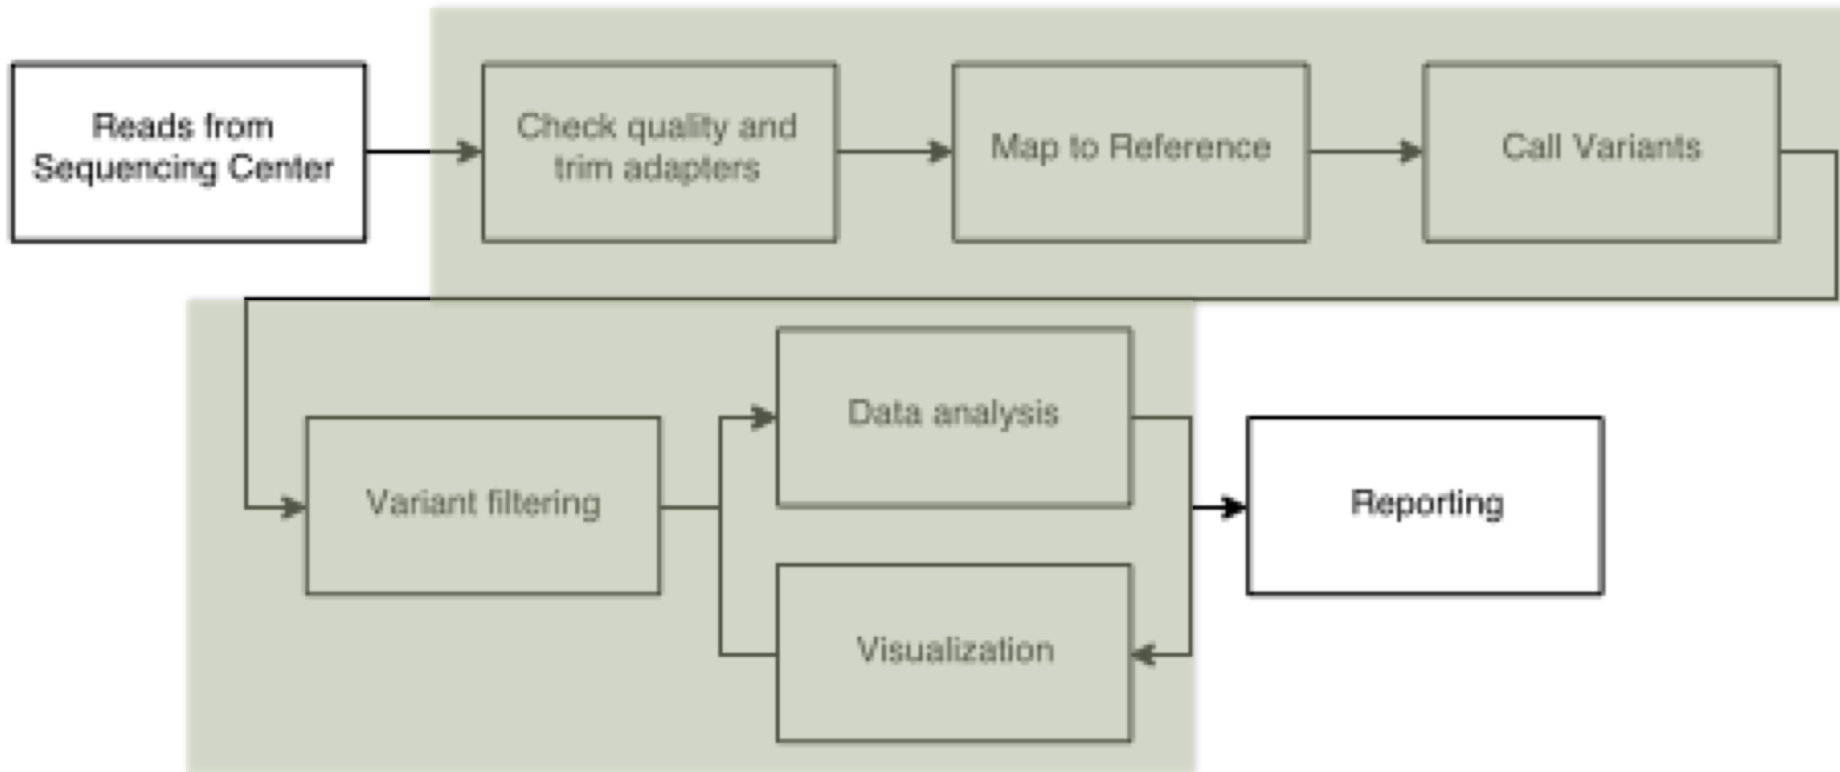 Reads from
Sequencing Center
Check quality and
trim adapters
Map to Reference
Call Variants
Variant filtering
Data analysis
Visualization
Reporting